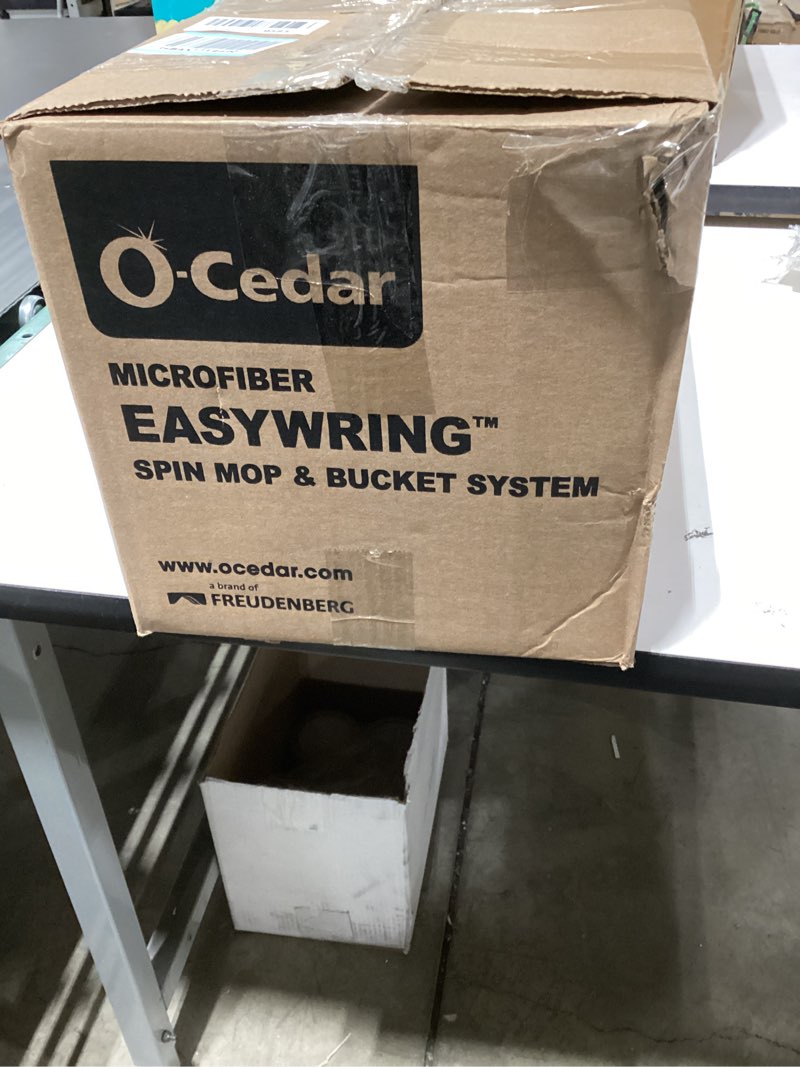 O-Cedar
MICROFIBER
EASYWRING™
SPIN MOP & BUCKET SYSTEM
www.ocedar.com
a brand of
FREUDENBERG